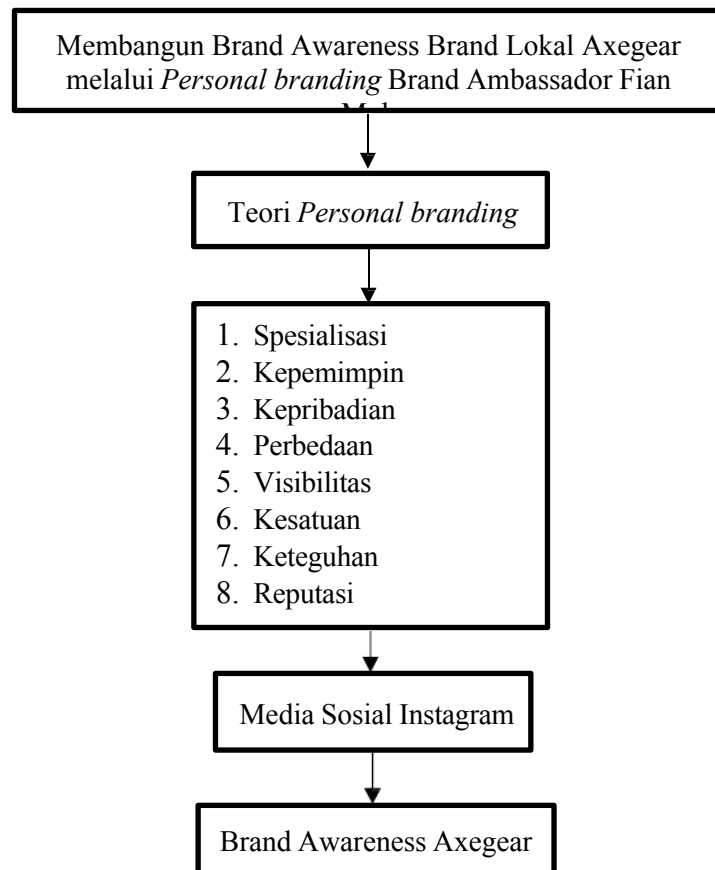 Membangun Brand Awareness Brand Lokal Axegear
melalui Personal branding Brand Ambassador Fian
Teori Personal branding
1. Spesialisasi
2. Kepemimpin
3. Kepribadian
4. Perbedaan
5. Visibilitas
6. Kesatuan
7. Keteguhan
8. Reputasi
Media Sosial Instagram
Brand Awareness Axegear